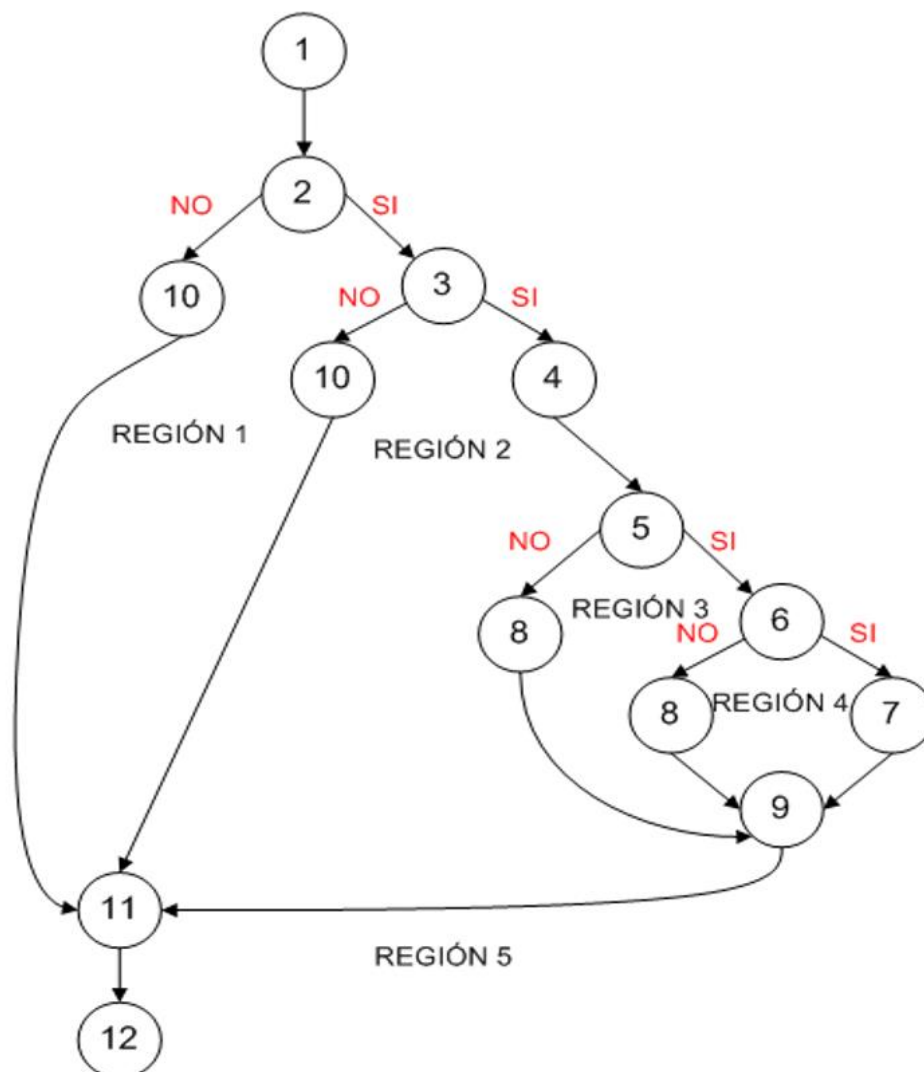 1
2
NO
SI
10
3
NO
SI
10
4
REGIÓN 1
REGIÓN 2
5
NO
SI
8
REGIÓN 3
6
NO
SI
8
REGIÓN 4
7
9
11
REGIÓN 5
12